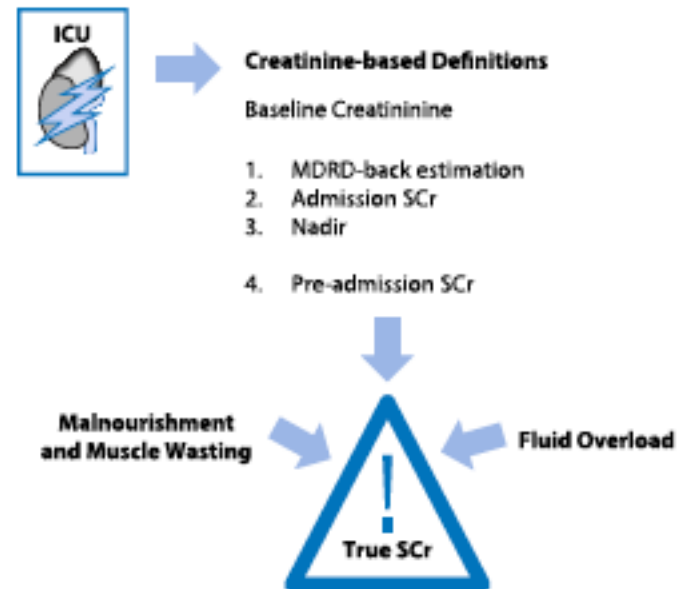 ICU
Creatinine-based Definitions
Baseline Creatininine
1. MDRD-back estimation
2. Admission SCr
3. Nadir
4. Pre-admission SCr
Malnourishment
and Muscle Wasting
Fluid Overload
!
True SCr